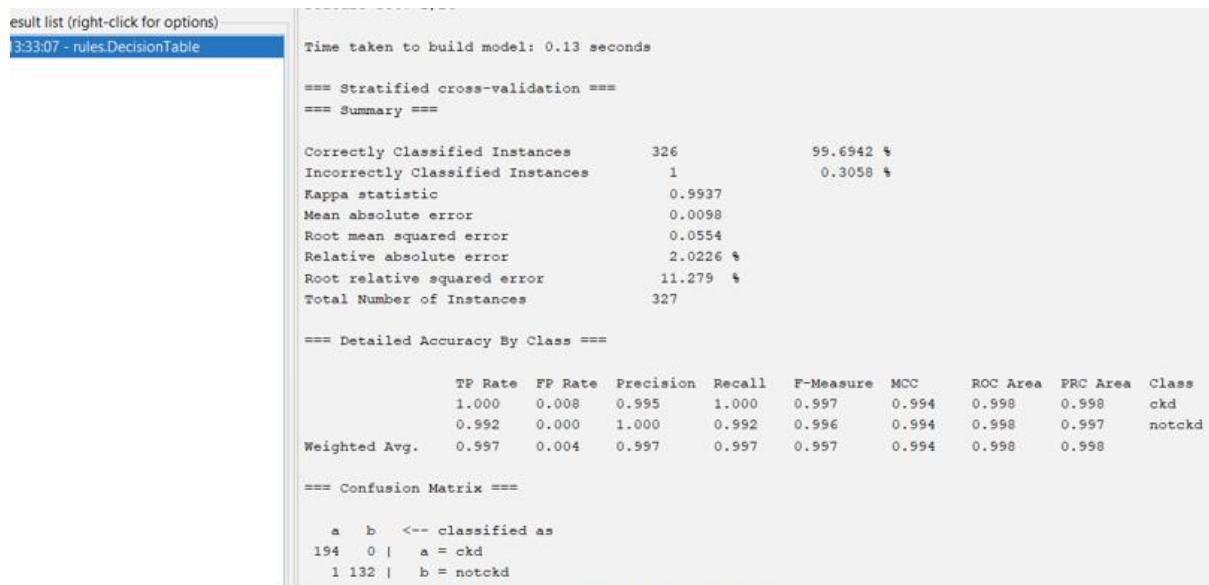 esult list (right-click for options)
3:33:07 - rules.DecisionTable
Time taken to build model: 0.13 seconds
=== Stratified cross-validation ===
=== Summary ===
Correctly Classified Instances 326 99.6942 %
Incorrectly Classified Instances 1 0.3058 %
Kappa statistic 0.9937
Mean absolute error 0.0098
Root mean squared error 0.0554
Relative absolute error 2.0226 %
Root relative squared error 11.279 %
Total Number of Instances 327
=== Detailed Accuracy By Class ===
TP Rate FP Rate Precision Recall F-Measure MCC ROC Area PRC Area Class
1.000 0.008 0.995 1.000 0.997 0.994 0.998 0.998 ckd
0.992 0.000 1.000 0.992 0.996 0.994 0.998 0.997 notckd
Weighted Avg. 0.997 0.004 0.997 0.997 0.997 0.994 0.998 0.998
=== Confusion Matrix ===
a b <-- classified as
194 0 | a = ckd
1 132 | b = notckd